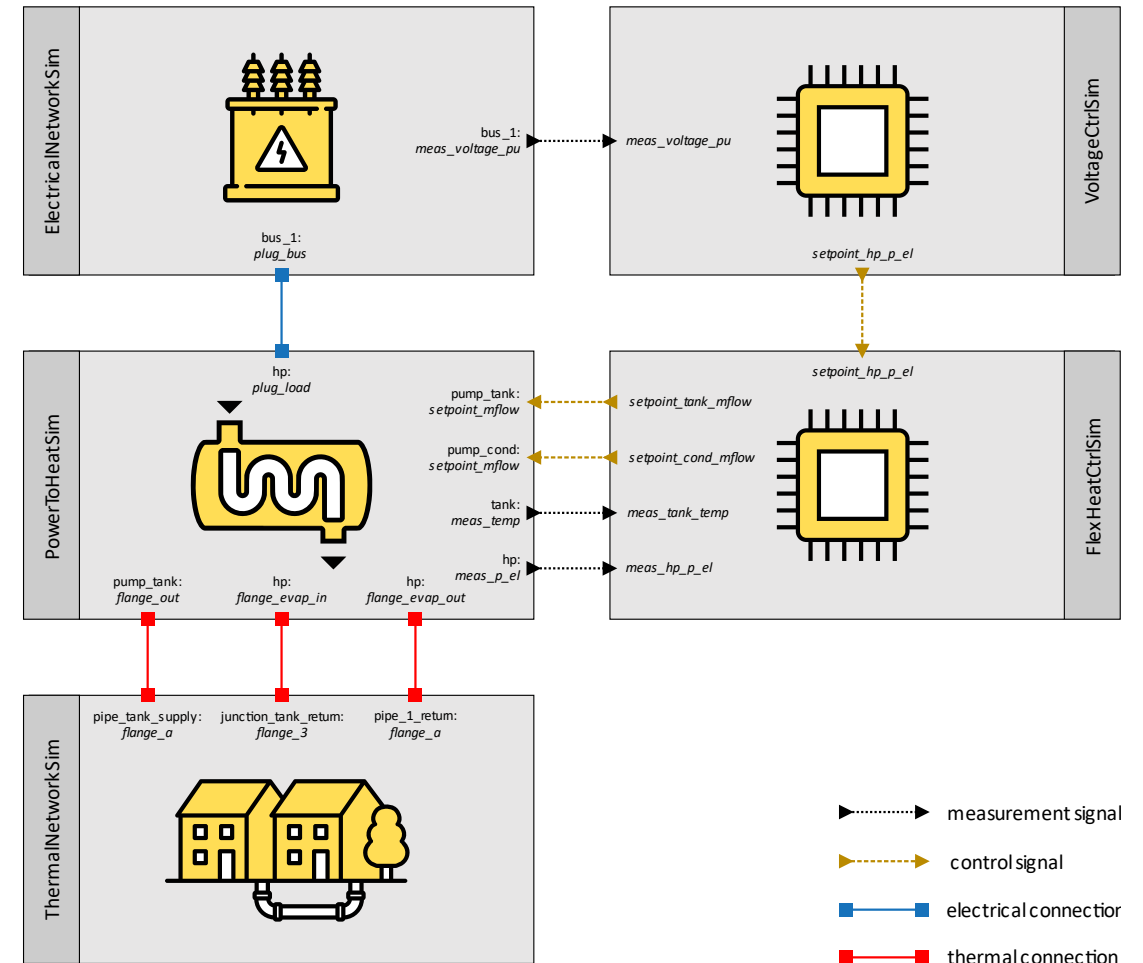 ElectricalNetworkSim
bus_1:
meas_voltage_pu
bus_1:
plug_bus
meas_voltage_pu
setpoint_hp_p_el
VoltageCtrlSim
PowerToHeatSim
hp:
plug_load
pump_tank:
setpoint_mflow
pump_cond:
setpoint_mflow
tank:
meas_temp
hp:
meas_p_el
pump_tank:
flange_out
hp:
flange_evap_in
hp:
flange_evap_out
setpoint_hp_p_el
setpoint_tank_mflow
setpoint_cond_mflow
meas_tank_temp
meas_hp_p_el
FlexHeatCtrlSim
ThermalNetworkSim
pipe_tank_supply:
flange_a
junction_tank_return:
flange_3
pipe_1_return:
flange_a
measurement signal
control signal
electrical connection
thermal connection